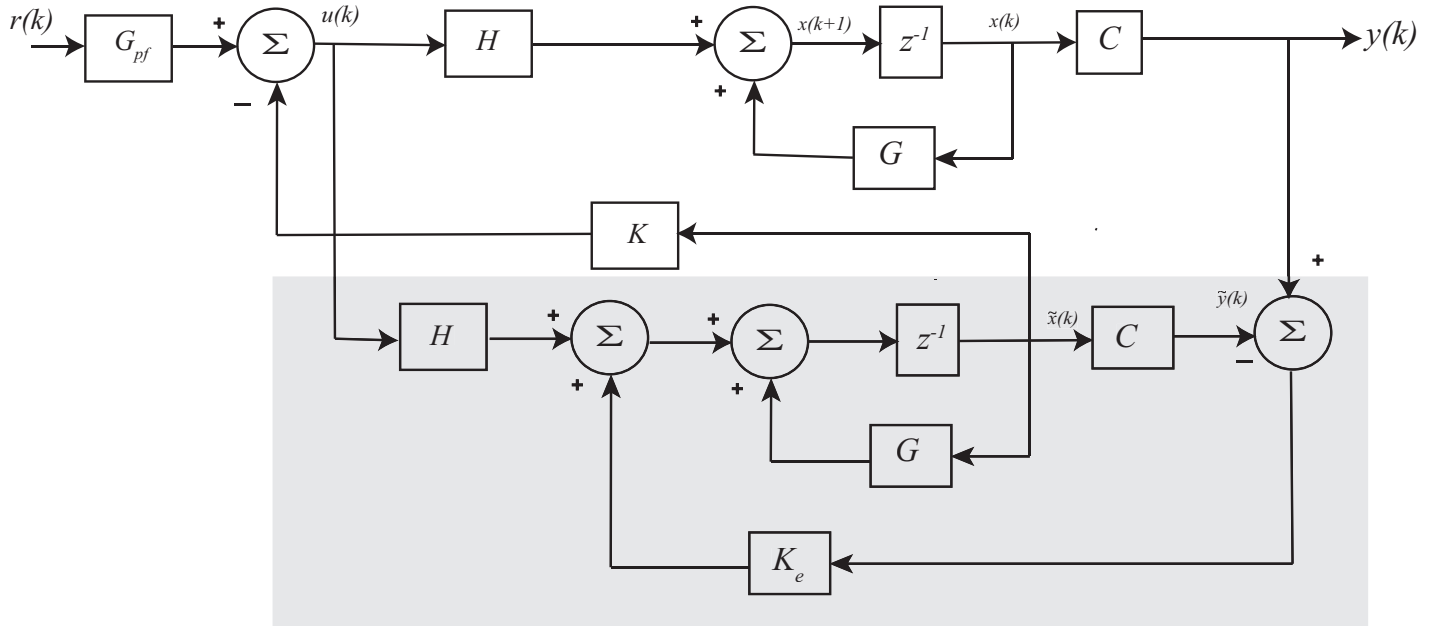 r(k) G_pf + Σ u(k) H + Σ x(k+1) z^-1 x(k) C y(k)
− +
G
K
+
H + Σ + Σ z^-1 x̃(k) C ỹ(k) Σ
+ + −
G
K_e